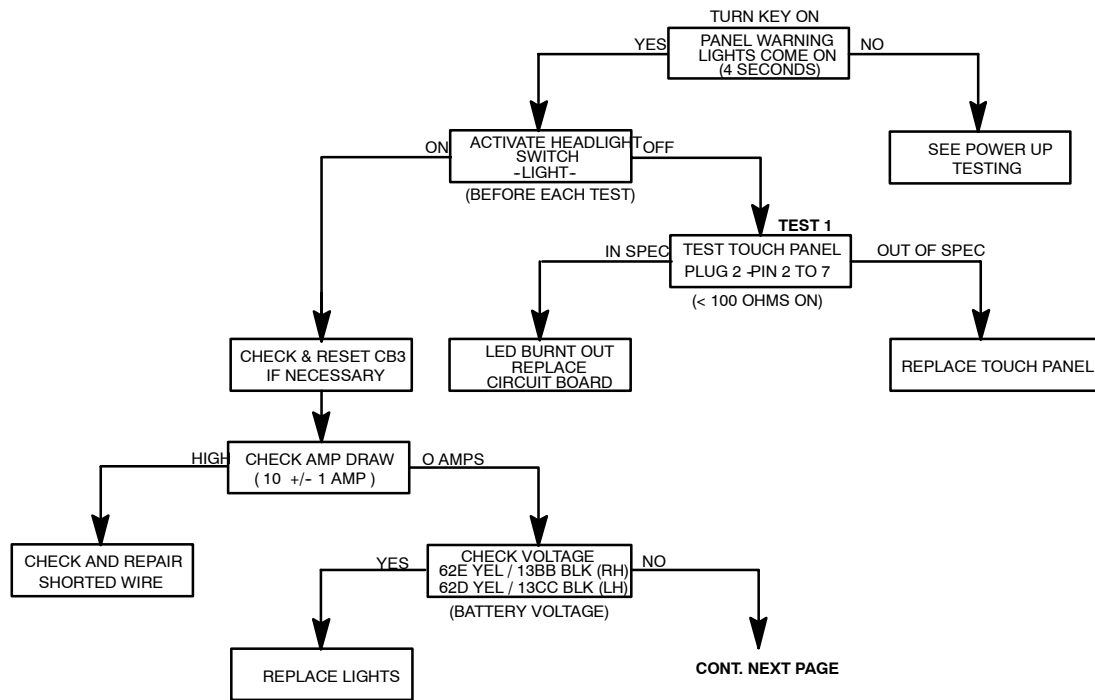 TURN KEY ON
YES
PANEL WARNING
LIGHTS COME ON
(4 SECONDS)
NO
ON
ACTIVATE HEADLIGHT
SWITCH
-LIGHT-
OFF
(BEFORE EACH TEST)
SEE POWER UP
TESTING
TEST 1
IN SPEC
TEST TOUCH PANEL
PLUG 2 -PIN 2 TO 7
OUT OF SPEC
(< 100 OHMS ON)
CHECK & RESET CB3
IF NECESSARY
LED BURNT OUT
REPLACE
CIRCUIT BOARD
REPLACE TOUCH PANEL
HIGH
CHECK AMP DRAW
( 10 +/- 1 AMP )
O AMPS
CHECK AND REPAIR
SHORTED WIRE
YES
CHECK VOLTAGE
62E YEL / 13BB BLK (RH)
62D YEL / 13CC BLK (LH)
NO
(BATTERY VOLTAGE)
REPLACE LIGHTS
CONT. NEXT PAGE